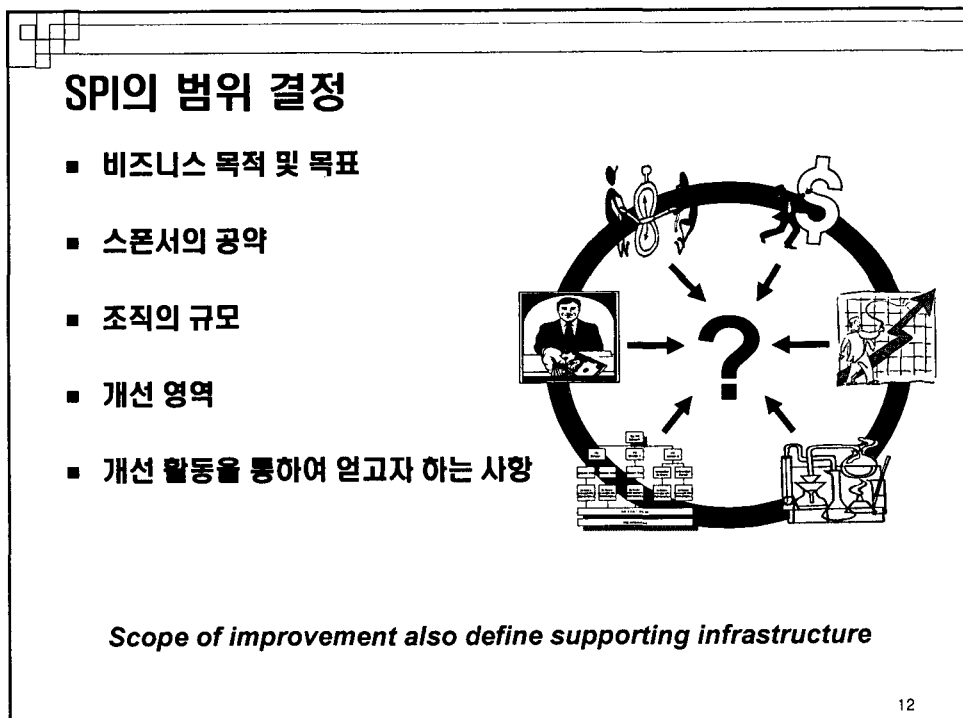 SPI의 범위 결정
비즈니스 목적 및 목표
스폰서의 공약
조직의 규모
개선 영역
개선 활동을 통하여 얻고자 하는 사항
$
?
Scope of improvement also define supporting infrastructure
12